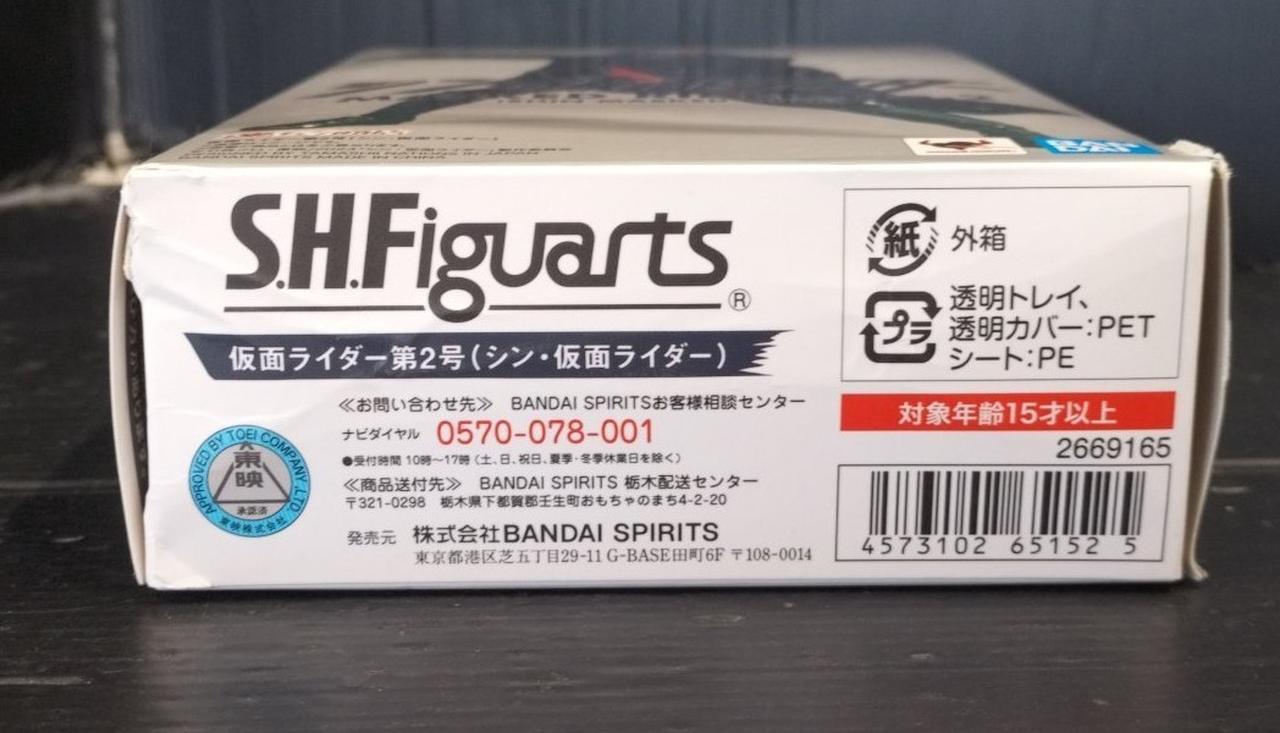 MADE IN CHINA
BANDAI
S.H.Figuarts
®
仮面ライダー第2号(シン・仮面ライダー)
≪お問い合わせ先≫ BANDAI SPIRITSお客様相談センター
ナビダイヤル 0570-078-001
●受付時間 10時~17時(土、日、祝日、夏季・冬季休業日を除く)
≪商品送付先≫ BANDAI SPIRITS 栃木配送センター
〒321-0298 栃木県下都賀郡壬生町おもちゃのまち4-2-20
発売元 株式会社BANDAI SPIRITS
東京都港区芝五丁目29-11 G-BASE田町6F 〒108-0014
APPROVED BY TOEI COMPANY, LTD.
東映
承認済
東映株式会社
紙 外箱
プラ 透明トレイ、
透明カバー:PET
シート:PE
対象年齢15才以上
2669165
4573102 65152 5